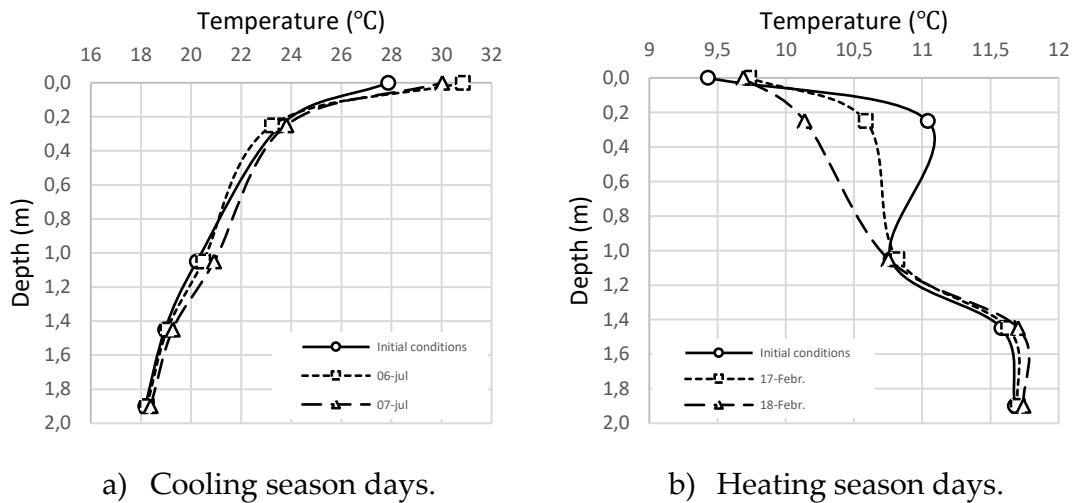 Temperature (°C)
16 18 20 22 24 26 28 30 32
0,0
0,2
0,4
0,6
0,8
1,0
1,2
1,4
1,6
1,8
2,0
Depth (m)
Initial conditions
06-jul
07-jul
a) Cooling season days.
Temperature (°C)
9 9,5 10 10,5 11 11,5 12
0,0
0,2
0,4
0,6
0,8
1,0
1,2
1,4
1,6
1,8
2,0
Depth (m)
Initial conditions
17-Febr.
18-Febr.
b) Heating season days.